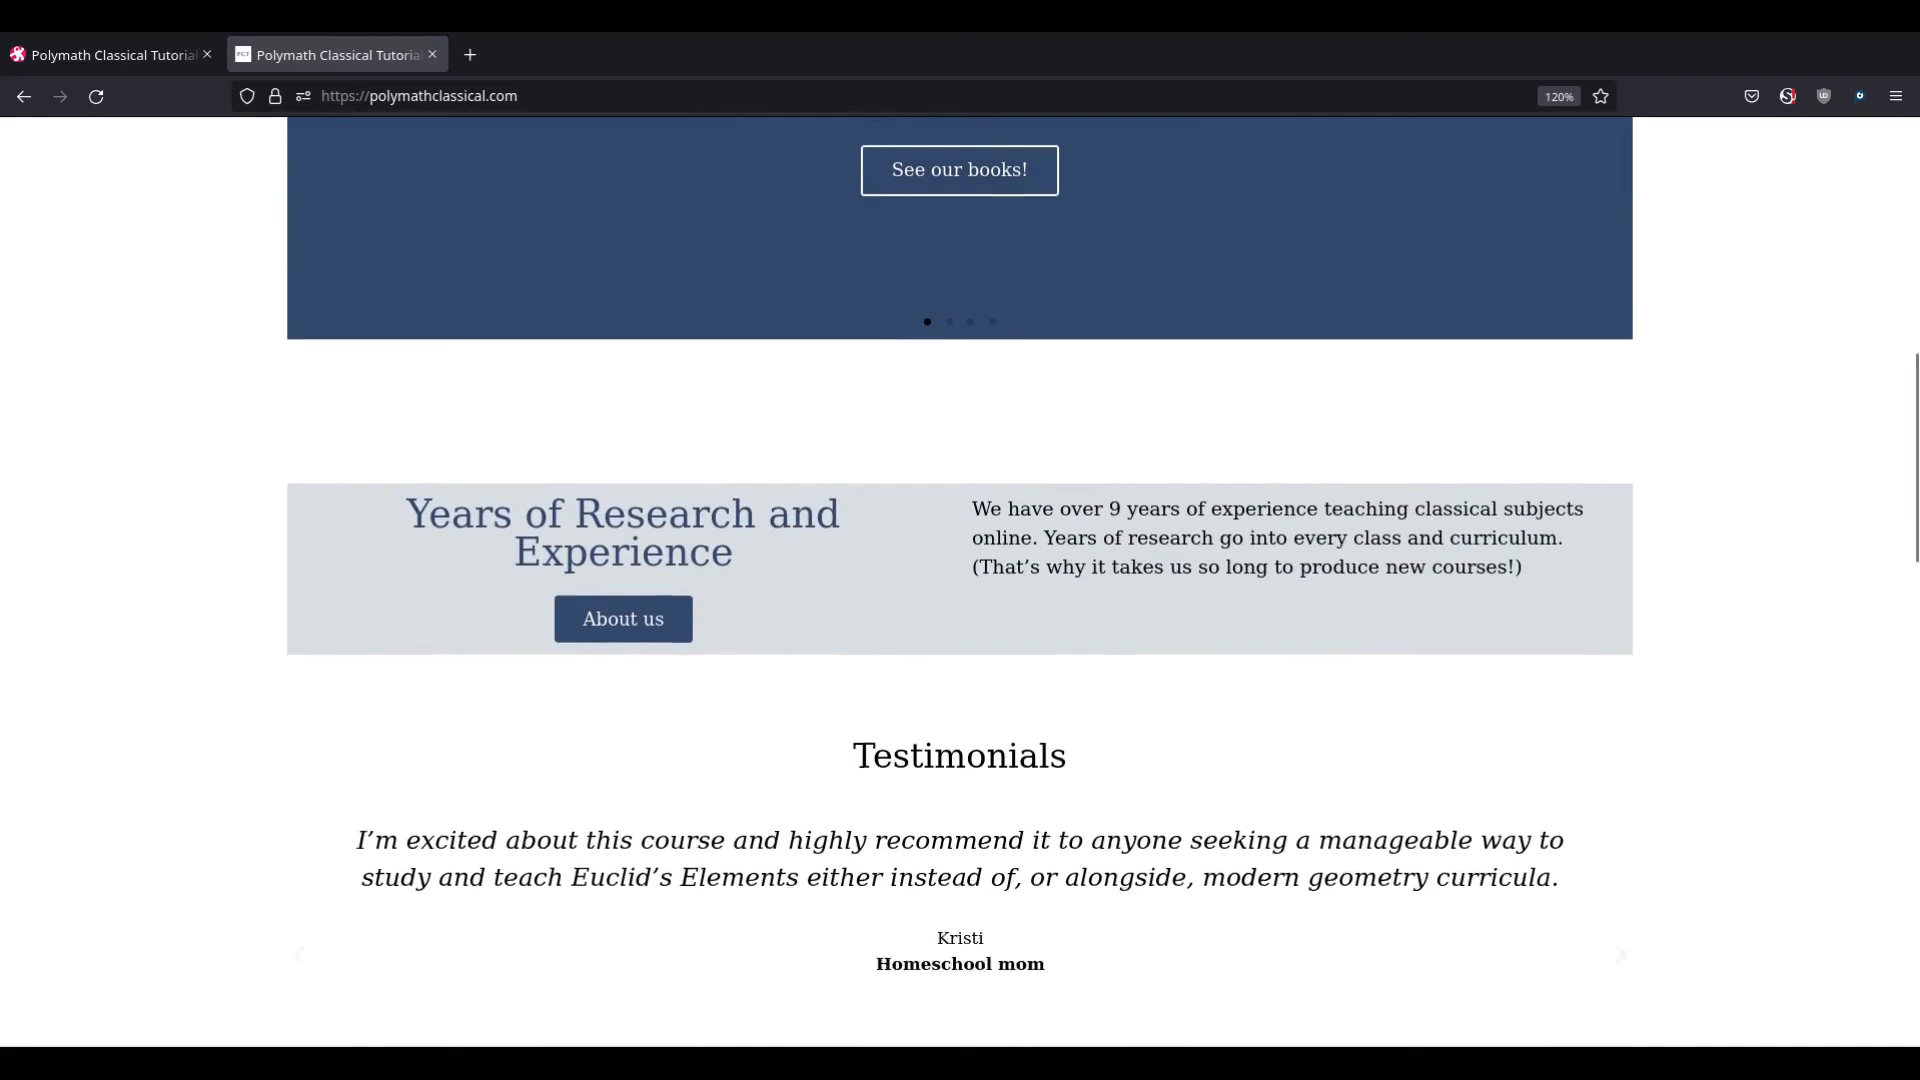 Polymath Classical Tutorial
Polymath Classical Tutorial
https://polymathclassical.com
120%
See our books!
Years of Research and
Experience
About us
We have over 9 years of experience teaching classical subjects
online. Years of research go into every class and curriculum.
(That’s why it takes us so long to produce new courses!)
Testimonials
I’m excited about this course and highly recommend it to anyone seeking a manageable way to
study and teach Euclid’s Elements either instead of, or alongside, modern geometry curricula.
Kristi
Homeschool mom